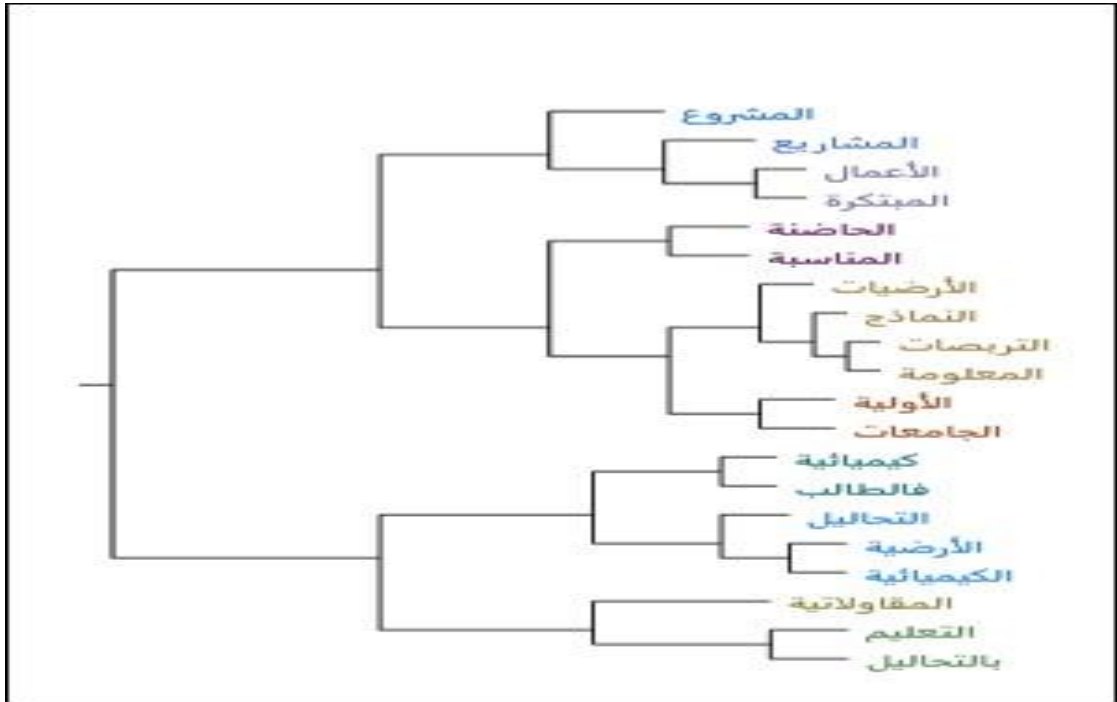 المشروع
المشاريع
الأعمال
المبتكرة
الحاضنة
المناسبة
الأرضيات
النماذج
التربصات
المعلومة
الأولية
الجامعات
كيميائية
فالطالب
التحاليل
الأرضية
الكيميائية
المقاولاتية
التعليم
بالتحاليل